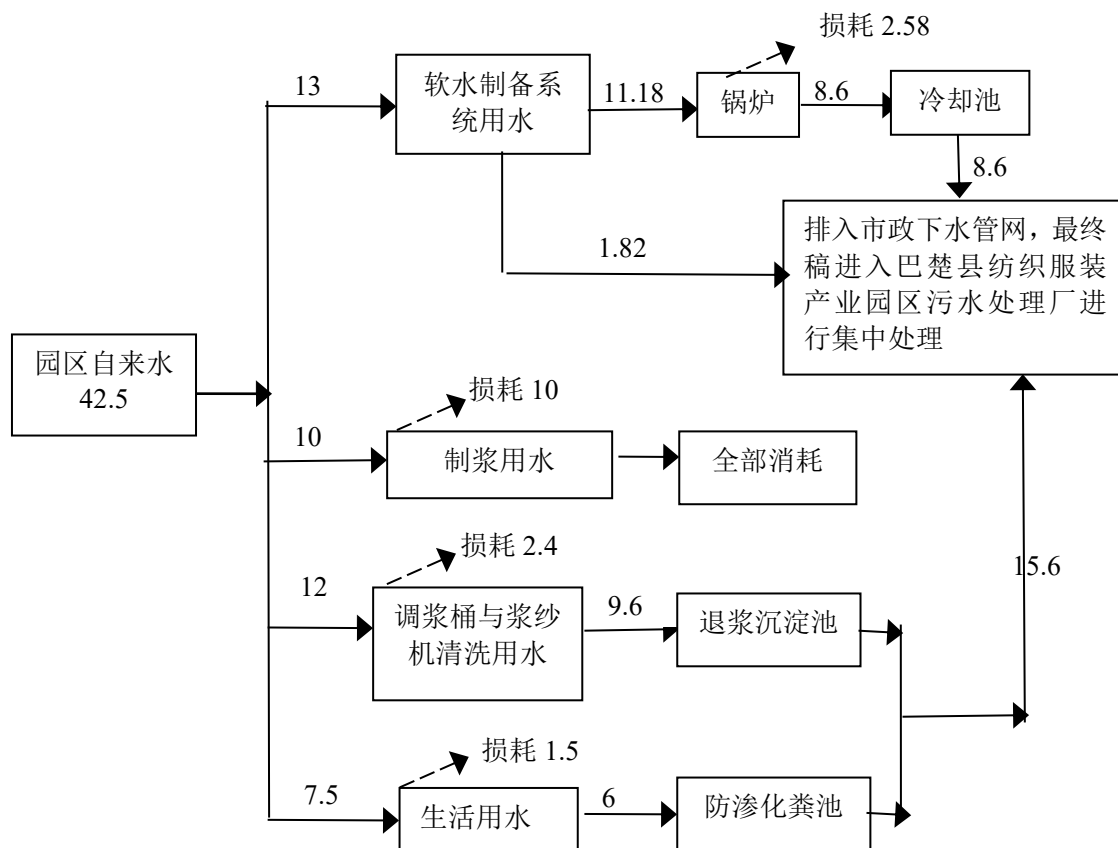 损耗 2.58
13
软水制备系
统用水
11.18
锅炉
8.6
冷却池
8.6
1.82
排入市政下水管网，最终
稿进入巴楚县纺织服装
产业园区污水处理厂进
行集中处理
园区自来水
42.5
损耗 10
10
制浆用水
全部消耗
损耗 2.4
12
调浆桶与浆纱
机清洗用水
9.6
退浆沉淀池
15.6
损耗 1.5
7.5
生活用水
6
防渗化粪池